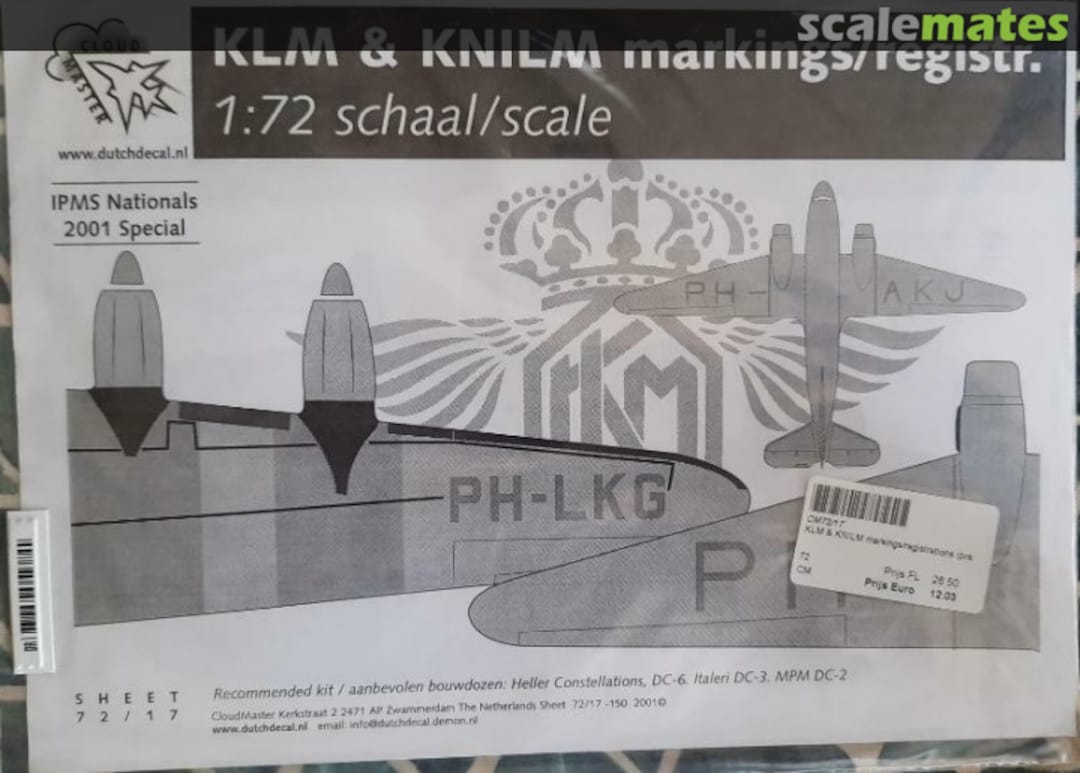 scalemates
CLOUD
MASTER
KLM & KNILM markings/registr.
1:72 schaal/scale
www.dutchdecal.nl
IPMS Nationals
2001 Special
KLM
PH-AKJ
PH-LKG
P
CM72/17
KLM & KNILM markings/registrations (pre
72
CM
Prijs FL 26.50
Prijs Euro 12.03
SHEET
72/17
Recommended kit / aanbevolen bouwdozen: Heller Constellations, DC-6. Italeri DC-3. MPM DC-2
CloudMaster Kerkstraat 2 2471 AP Zwammerdam The Netherlands Sheet 72/17 -150 2001©
www.dutchdecal.nl email: info@dutchdecal.demon.nl